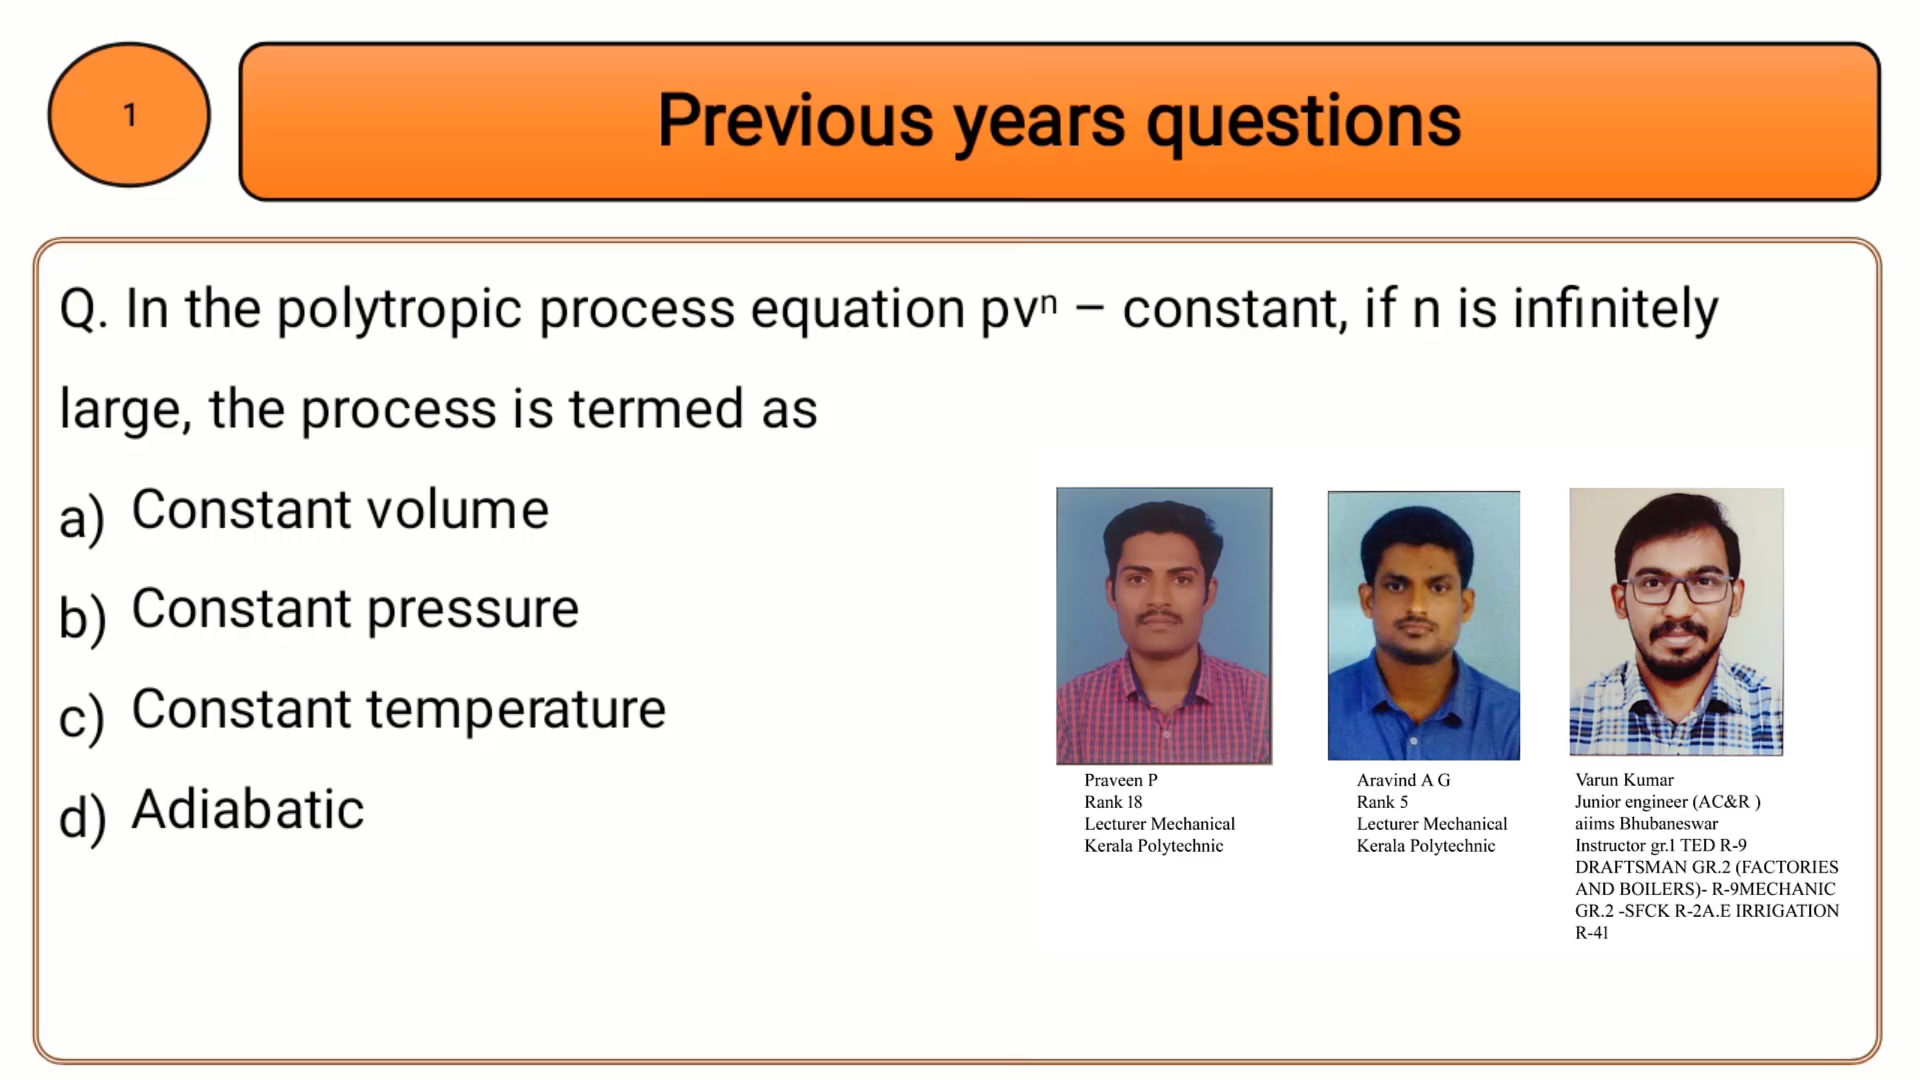 1
Previous years questions
Q. In the polytropic process equation pvⁿ – constant, if n is infinitely
large, the process is termed as
a) Constant volume
b) Constant pressure
c) Constant temperature
d) Adiabatic
Praveen P
Rank 18
Lecturer Mechanical
Kerala Polytechnic
Aravind A G
Rank 5
Lecturer Mechanical
Kerala Polytechnic
Varun Kumar
Junior engineer (AC&R )
aiims Bhubaneswar
Instructor gr.1 TED R-9
DRAFTSMAN GR.2 (FACTORIES
AND BOILERS)- R-9MECHANIC
GR.2 -SFCK R-2A.E IRRIGATION
R-41